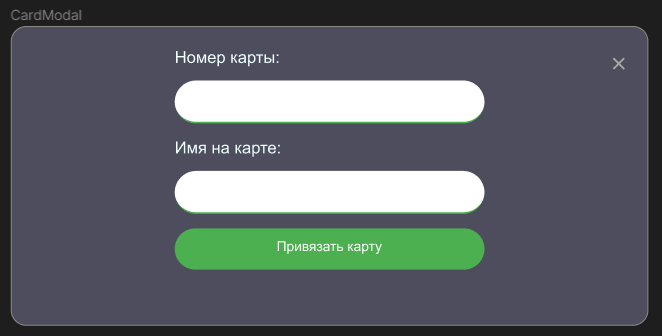 CardModal
Номер карты:
Имя на карте:
Привязать карту